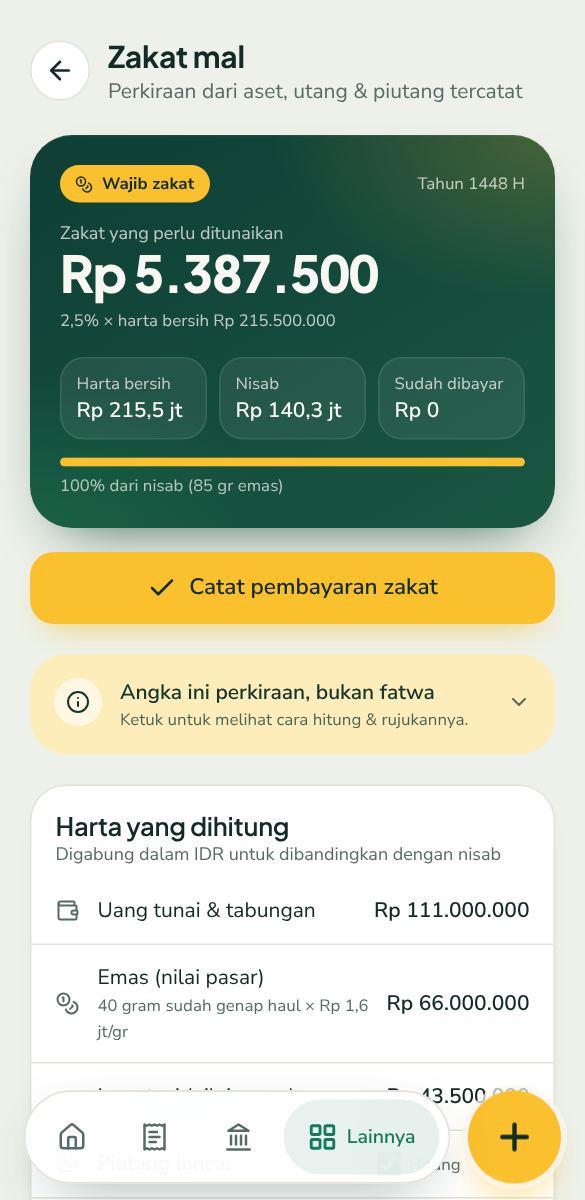 Zakat mal
Perkiraan dari aset, utang & piutang tercatat
Wajib zakat
Tahun 1448 H
Zakat yang perlu ditunaikan
Rp 5.387.500
2,5% × harta bersih Rp 215.500.000
Harta bersih
Rp 215,5 jt
Nisab
Rp 140,3 jt
Sudah dibayar
Rp 0
100% dari nisab (85 gr emas)
Catat pembayaran zakat
Angka ini perkiraan, bukan fatwa
Ketuk untuk melihat cara hitung & rujukannya.
Harta yang dihitung
Digabung dalam IDR untuk dibandingkan dengan nisab
Uang tunai & tabungan
Rp 111.000.000
Emas (nilai pasar)
40 gram sudah genap haul × Rp 1,6
jt/gr
Rp 66.000.000
43.500.000
Piutang lancar
Lainnya